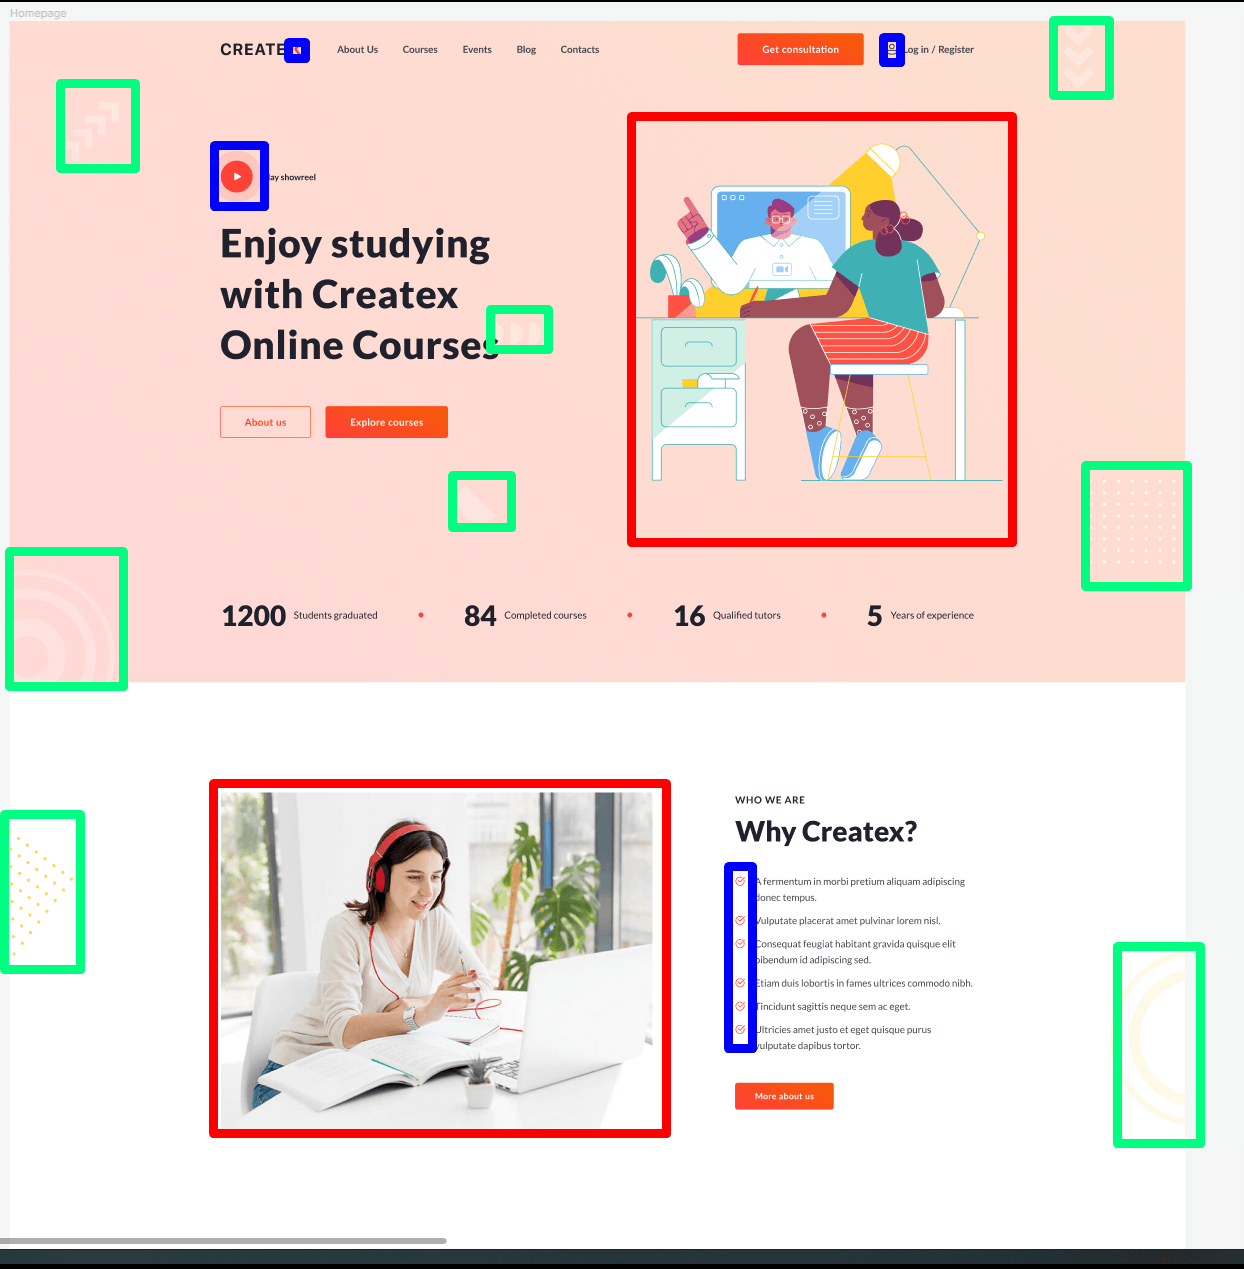 Homepage
CREATE
About Us
Courses
Events
Blog
Contacts
Get consultation
Log in / Register
lay showreel
Enjoy studying
with Createx
Online Courses
About us
Explore courses
1200 Students graduated
84 Completed courses
16 Qualified tutors
5 Years of experience
WHO WE ARE
Why Createx?
A fermentum in morbi pretium aliquam adipiscing
donec tempus.
Vulputate placerat amet pulvinar lorem nisl.
Consequat feugiat habitant gravida quisque elit
bibendum id adipiscing sed.
Etiam duis lobortis in fames ultrices commodo nibh.
Tincidunt sagittis neque sem ac eget.
Ultricies amet justo et eget quisque purus
vulputate dapibus tortor.
More about us